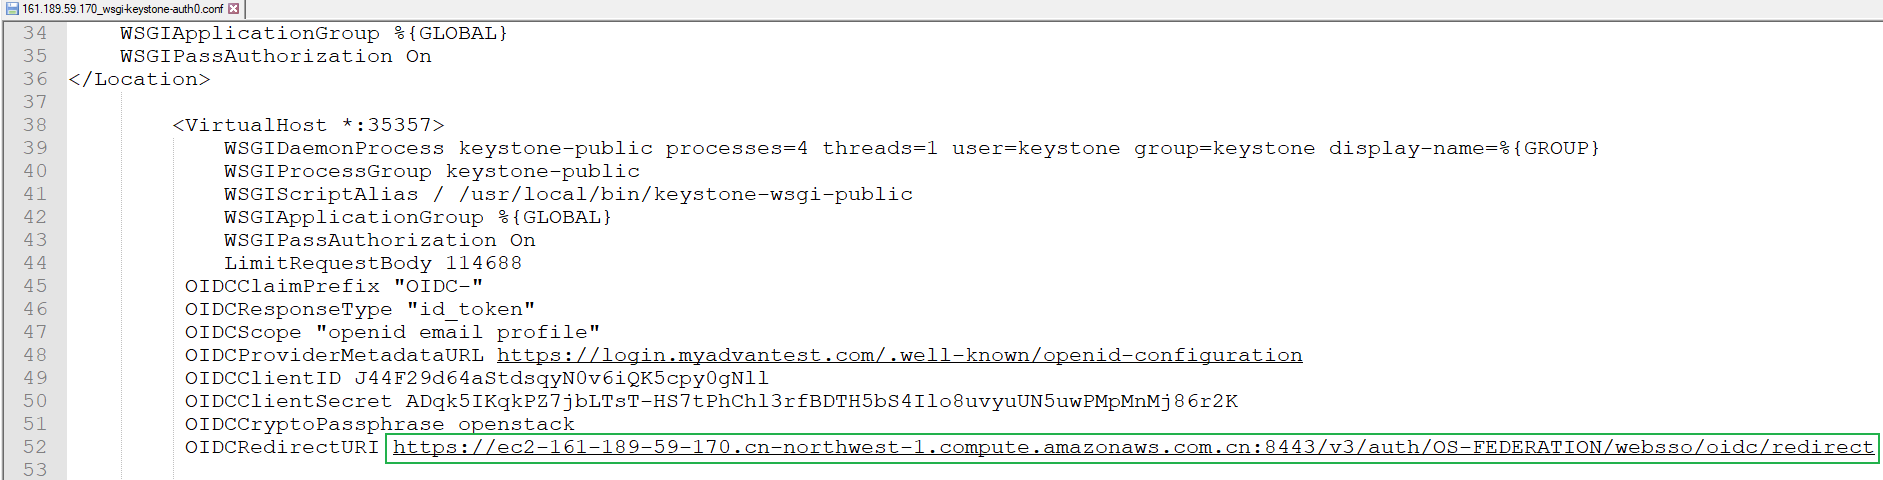 161.189.59.170_wsgi-keystone-auth0.conf
34 WSGIApplicationGroup %{GLOBAL}
35 WSGIPassAuthorization On
36 </Location>
37
38 <VirtualHost *:35357>
39 WSGIDaemonProcess keystone-public processes=4 threads=1 user=keystone group=keystone display-name=%{GROUP}
40 WSGIProcessGroup keystone-public
41 WSGIScriptAlias / /usr/local/bin/keystone-wsgi-public
42 WSGIApplicationGroup %{GLOBAL}
43 WSGIPassAuthorization On
44 LimitRequestBody 114688
45 OIDCClaimPrefix "OIDC-"
46 OIDCResponseType "id_token"
47 OIDCScope "openid email profile"
48 OIDCProviderMetadataURL https://login.myadvantest.com/.well-known/openid-configuration
49 OIDCClientID J44F29d64aStdsqyN0v6iQK5cpy0gNll
50 OIDCClientSecret ADqk5IKqkPZ7jbLTsT-HS7tPhChl3rfBDTH5bS4Ilo8uvyuUN5uwPMpMnMj86r2K
51 OIDCCryptoPassphrase openstack
52 OIDCRedirectURI https://ec2-161-189-59-170.cn-northwest-1.compute.amazonaws.com.cn:8443/v3/auth/OS-FEDERATION/websso/oidc/redirect
53